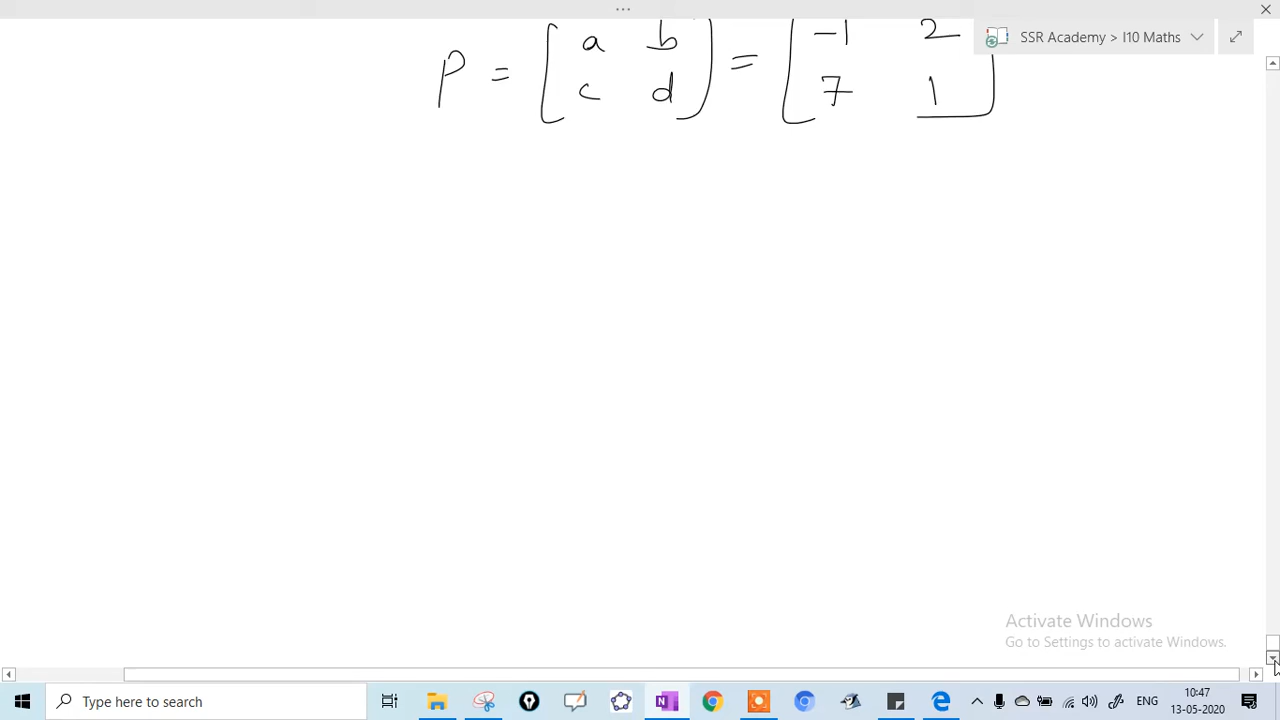 ...
SSR Academy > I10 Maths
P = [ a b ] = [ -1 2 ]
[ c d ] [ 7 1 ]
Activate Windows
Go to Settings to activate Windows.
Type here to search
N
ENG
10:47
13-05-2020